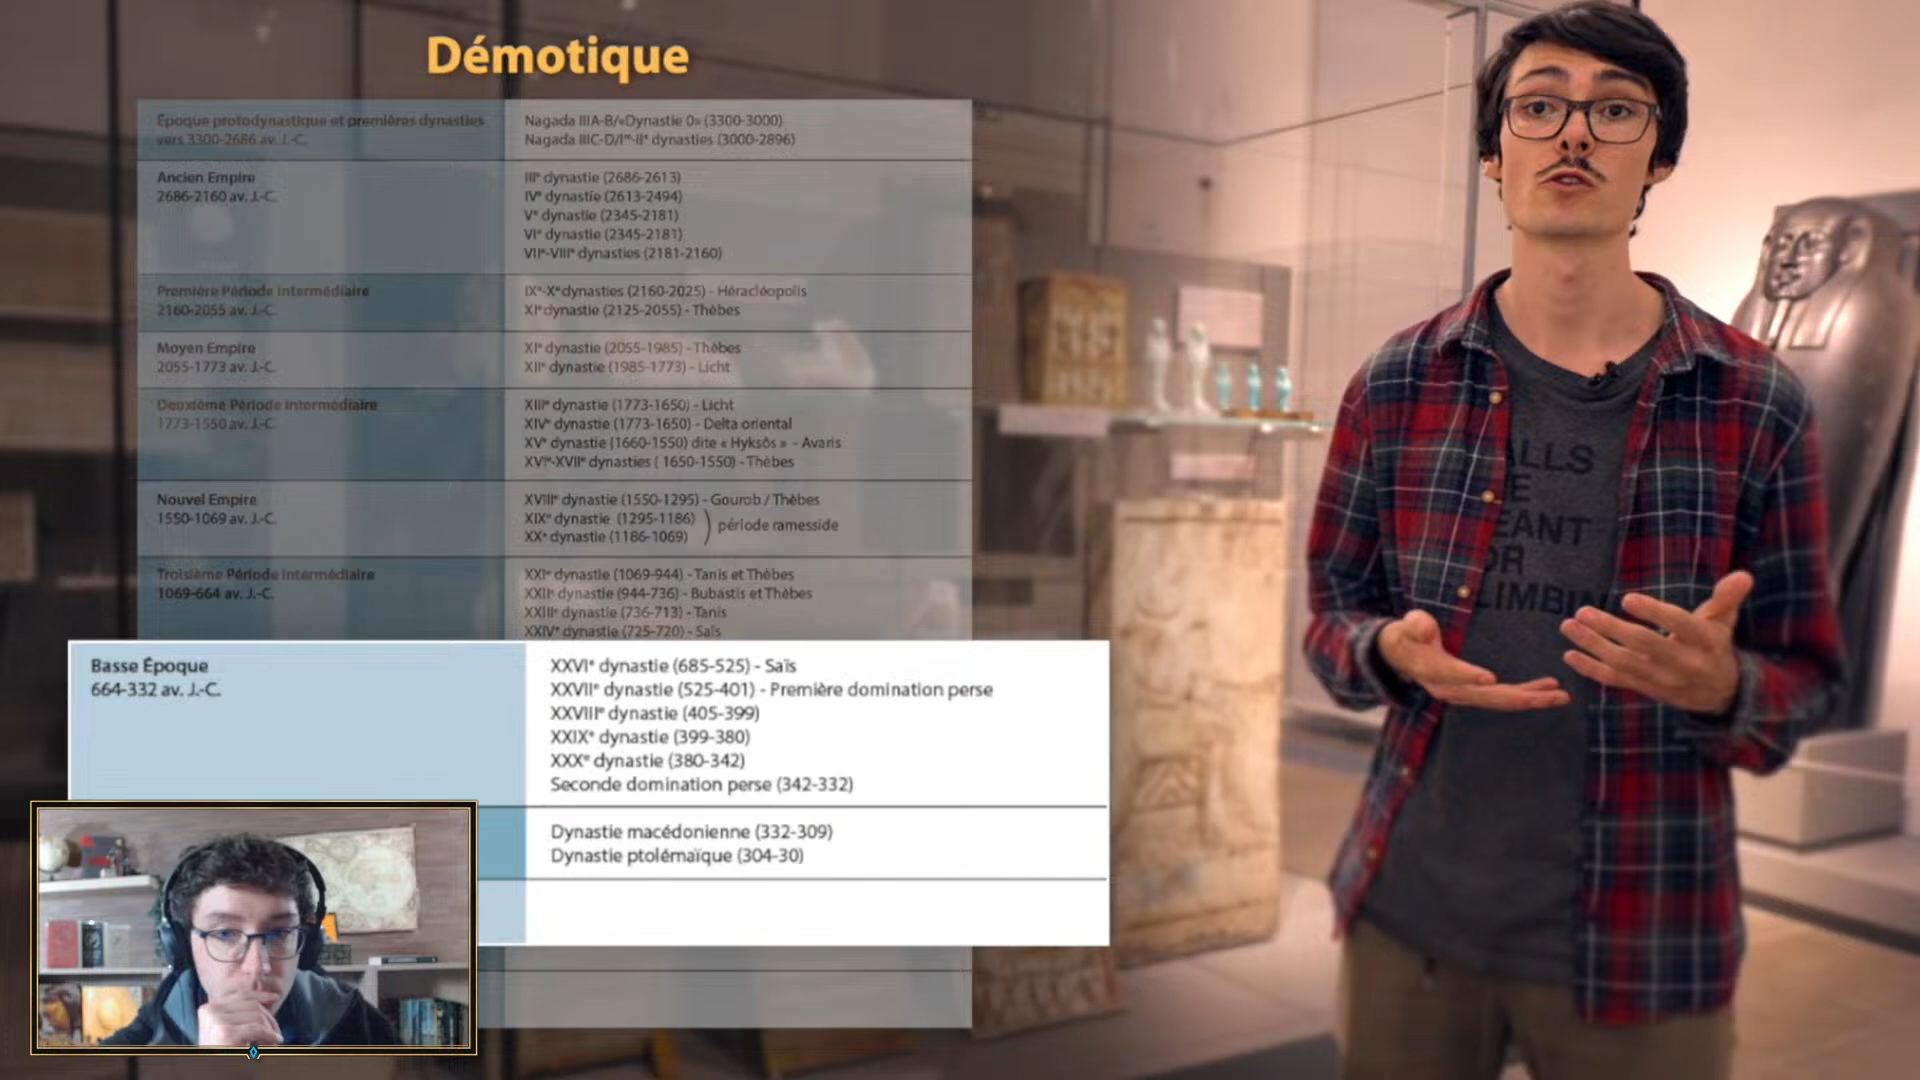 Démotique
Époque protodynastique et premières dynasties
vers 3300-2686 av. J.-C.
Nagada IIIA-B/«Dynastie 0» (3300-3000)
Nagada IIIC-D/Iʳᵉ-IIᵉ dynasties (3000-2896)
Ancien Empire
2686-2160 av. J.-C.
IIIᵉ dynastie (2686-2613)
IVᵉ dynastie (2613-2494)
Vᵉ dynastie (2345-2181)
VIᵉ dynastie (2345-2181)
VIIᵉ-VIIIᵉ dynasties (2181-2160)
Première Période intermédiaire
2160-2055 av. J.-C.
IXᵉ-Xᵉ dynasties (2160-2025) - Héracléopolis
XIᵉ dynastie (2125-2055) - Thèbes
Moyen Empire
2055-1773 av. J.-C.
XIᵉ dynastie (2055-1985) - Thèbes
XIIᵉ dynastie (1985-1773) - Licht
Deuxième Période intermédiaire
1773-1550 av. J.-C.
XIIIᵉ dynastie (1773-1650) - Licht
XIVᵉ dynastie (1773-1650) - Delta oriental
XVᵉ dynastie (1660-1550) dite « Hyksôs » - Avaris
XVIᵉ-XVIIᵉ dynasties ( 1650-1550) - Thèbes
Nouvel Empire
1550-1069 av. J.-C.
XVIIIᵉ dynastie (1550-1295) - Gourob / Thèbes
XIXᵉ dynastie (1295-1186)
XXᵉ dynastie (1186-1069)
période ramesside
Troisième Période intermédiaire
1069-664 av. J.-C.
XXIᵉ dynastie (1069-944) - Tanis et Thèbes
XXIIᵉ dynastie (944-736) - Bubastis et Thèbes
XXIIIᵉ dynastie (736-713) - Tanis
XXIVᵉ dynastie (725-720) - Saïs
Basse Époque
664-332 av. J.-C.
XXVIᵉ dynastie (685-525) - Saïs
XXVIIᵉ dynastie (525-401) - Première domination perse
XXVIIIᵉ dynastie (405-399)
XXIXᵉ dynastie (399-380)
XXXᵉ dynastie (380-342)
Seconde domination perse (342-332)
Dynastie macédonienne (332-309)
Dynastie ptolémaïque (304-30)
ALLS
E
EANT
OR
LIMBIN